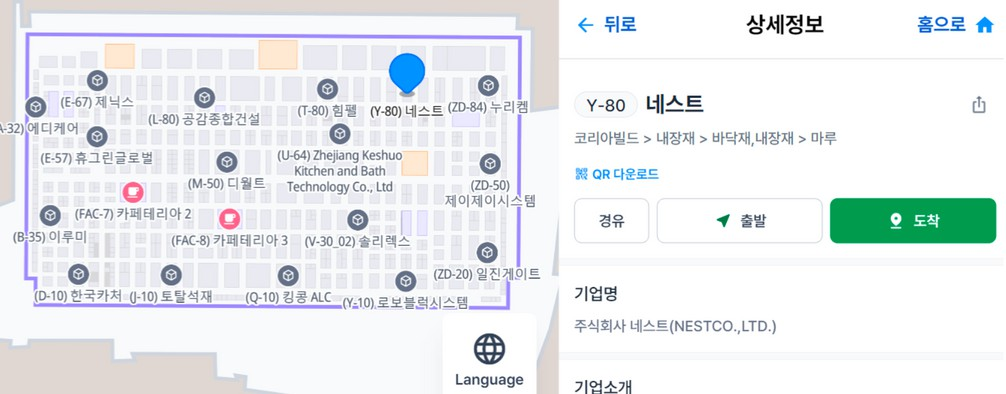 (E-67) 제닉스
(L-80) 공감종합건설
(T-80) 힘펠
(Y-80) 네스트
(ZD-84) 누리켐
A-32) 에디케어
(E-57) 휴그린글로벌
(U-64) Zhejiang Keshuo
Kitchen and Bath
Technology Co., Ltd
(M-50) 디월트
(ZD-50)
제이제이시스템
(FAC-7) 카페테리아 2
(B-35) 이루미
(FAC-8) 카페테리아 3
(V-30_02) 솔리렉스
(ZD-20) 일진게이트
(D-10) 한국카처
(J-10) 토탈석재
(Q-10) 킹콩 ALC
(Y-10) 로보블럭시스템
Language
뒤로
상세정보
홈으로
Y-80 네스트
코리아빌드 > 내장재 > 바닥재,내장재 > 마루
QR 다운로드
경유
출발
도착
기업명
주식회사 네스트(NESTCO.,LTD.)
기업소개